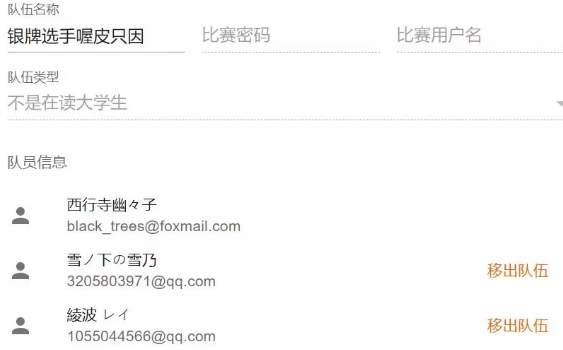 队伍名称
银牌选手喔皮只因 比赛密码 比赛用户名
队伍类型
不是在读大学生
队员信息
西行寺幽々子
black_trees@foxmail.com
雪ノ下の雪乃
3205803971@qq.com
移出队伍
綾波 レイ
1055044566@qq.com
移出队伍